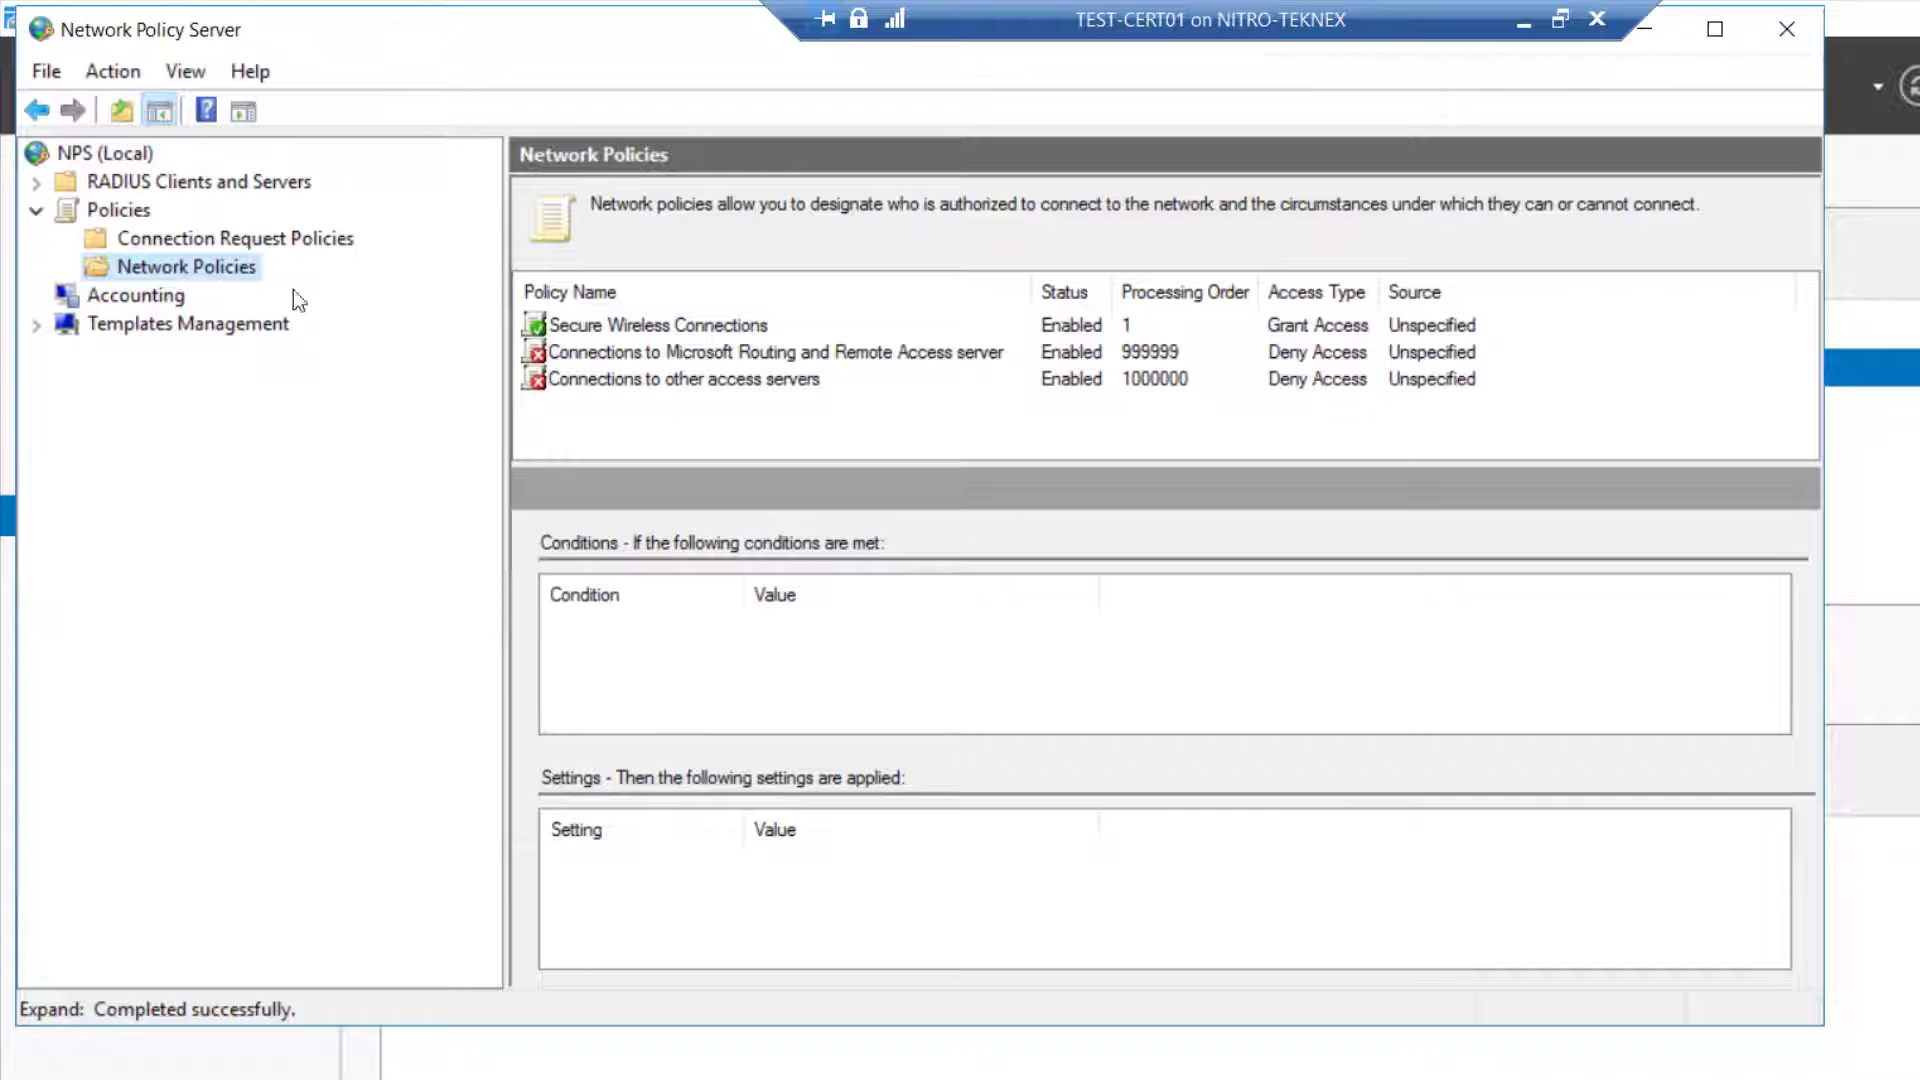 TEST-CERT01 on NITRO-TEKNEX
Network Policy Server
File Action View Help
NPS (Local)
RADIUS Clients and Servers
Policies
Connection Request Policies
Network Policies
Accounting
Templates Management
Network Policies
Network policies allow you to designate who is authorized to connect to the network and the circumstances under which they can or cannot connect.
Policy Name Status Processing Order Access Type Source
Secure Wireless Connections Enabled 1 Grant Access Unspecified
Connections to Microsoft Routing and Remote Access server Enabled 999999 Deny Access Unspecified
Connections to other access servers Enabled 1000000 Deny Access Unspecified
Conditions - If the following conditions are met:
Condition Value
Settings - Then the following settings are applied:
Setting Value
Expand: Completed successfully.